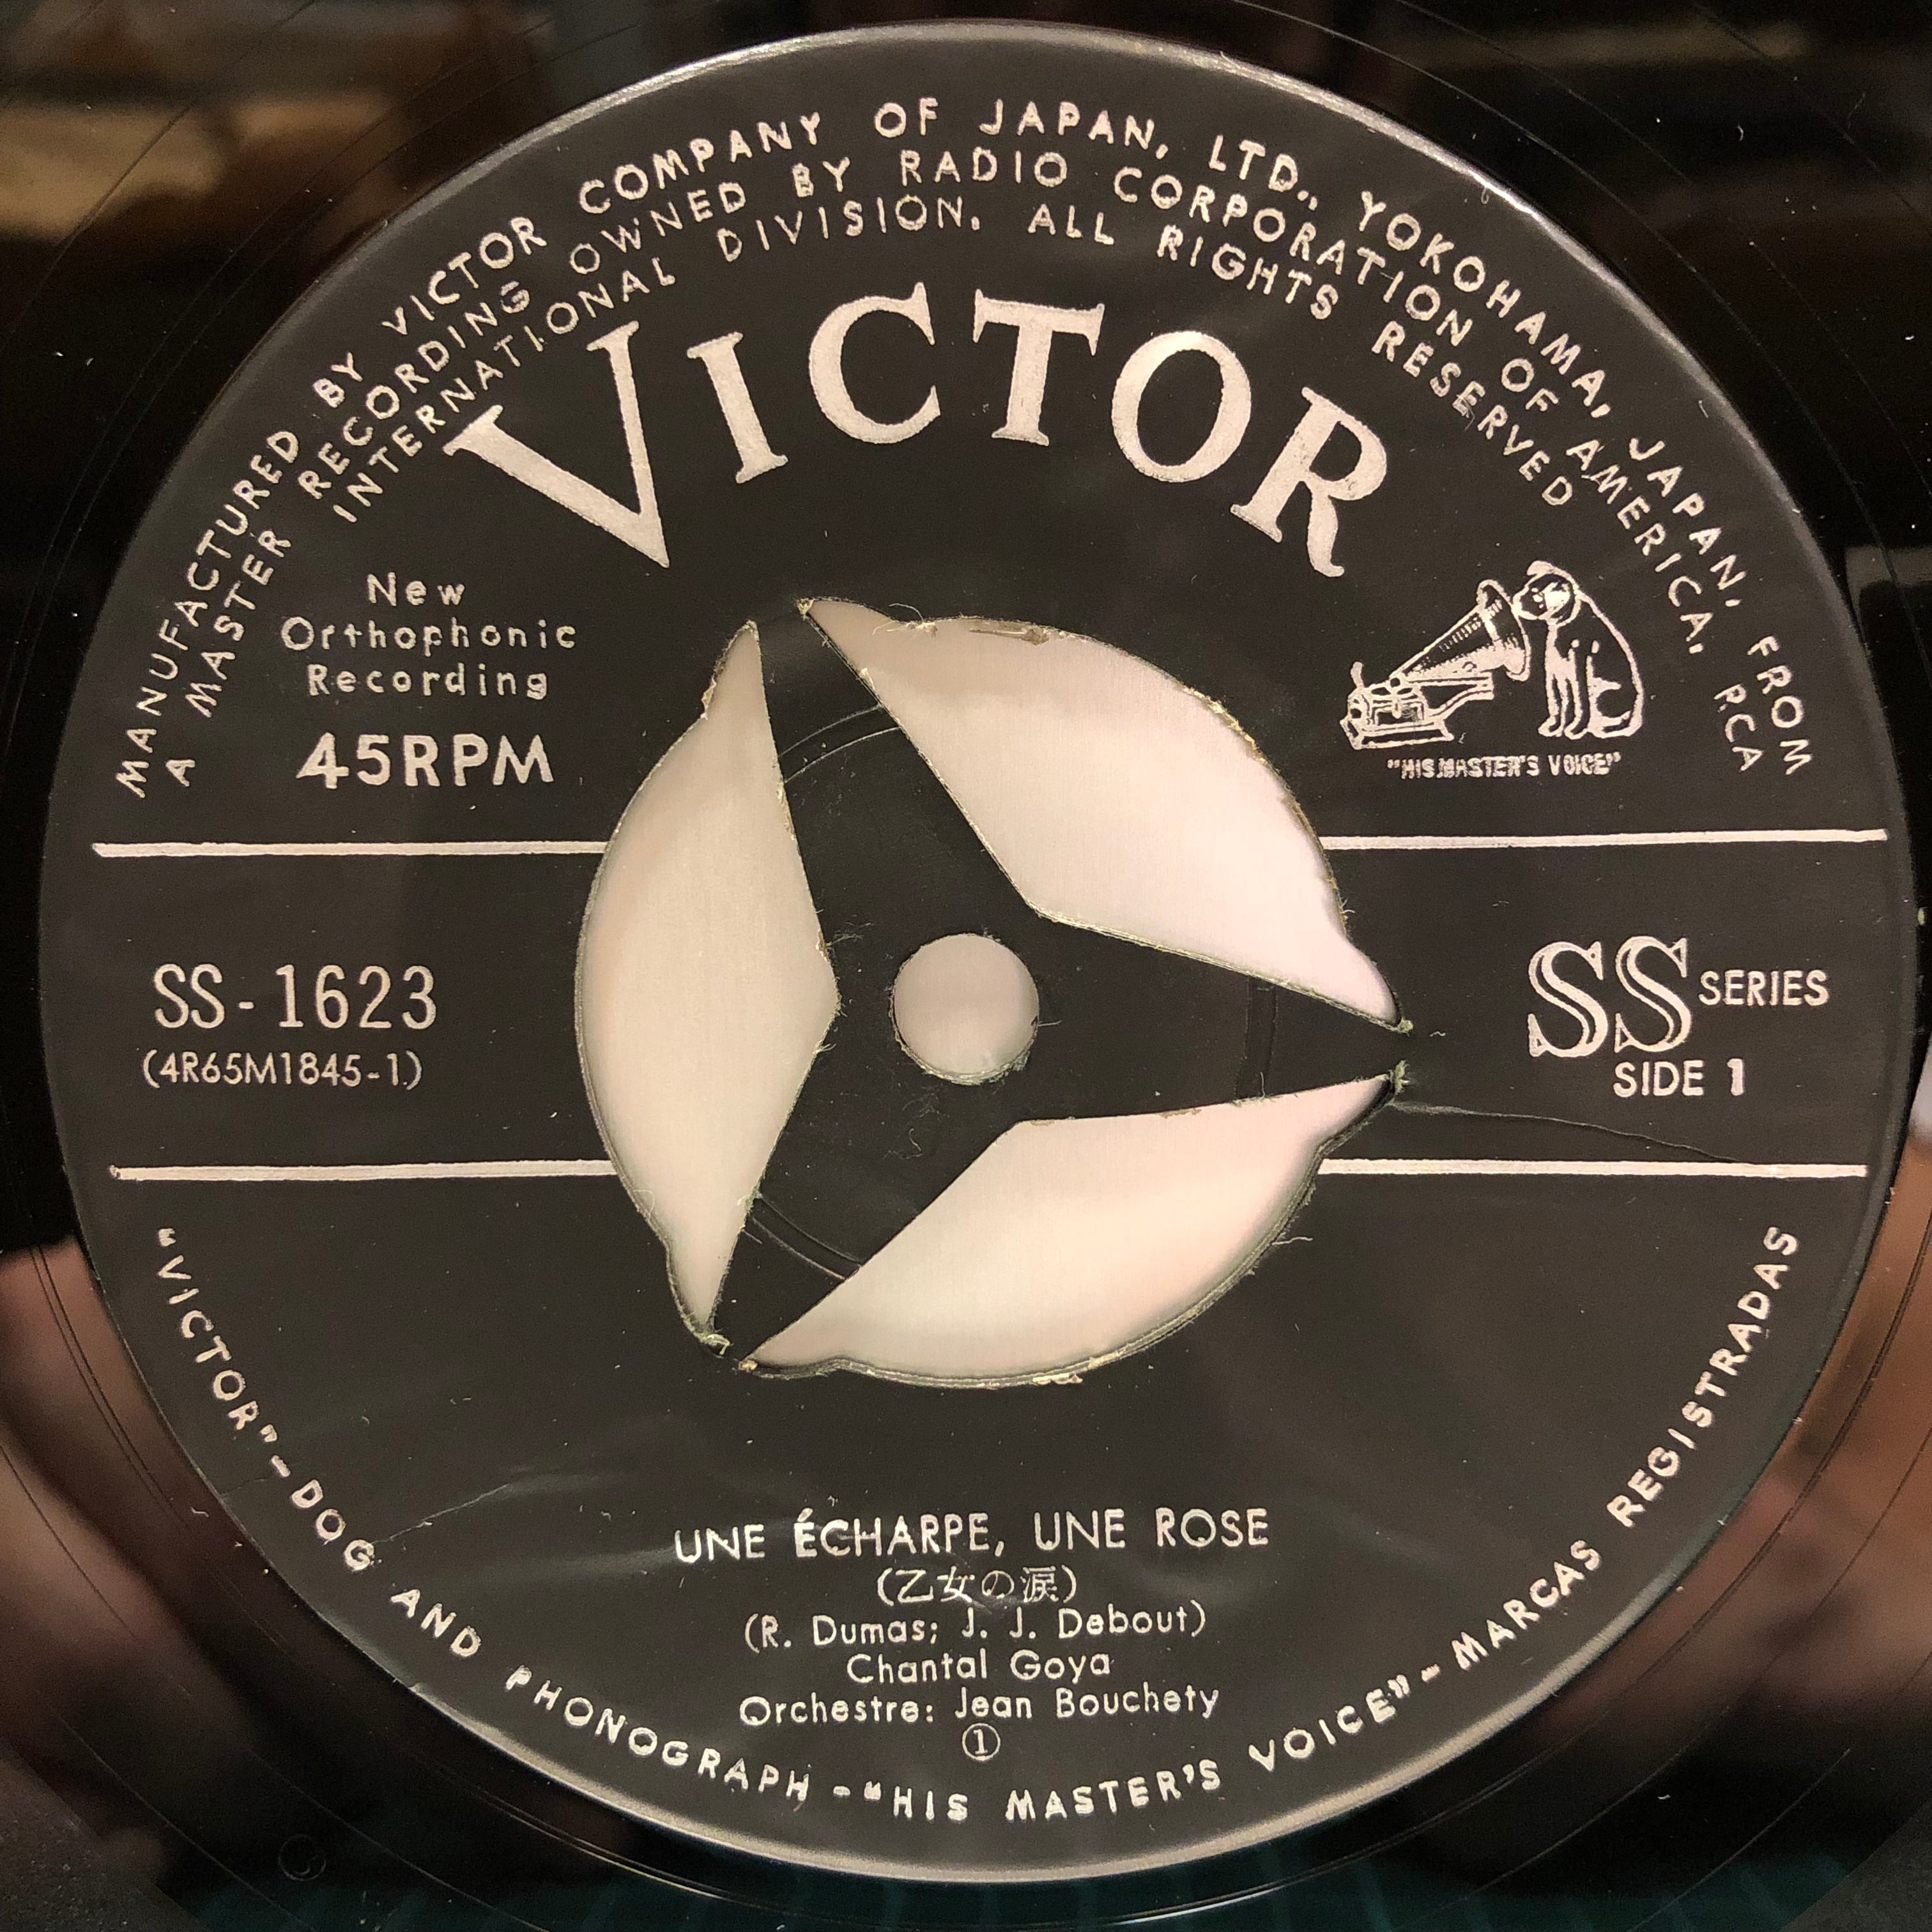 MANUFACTURED BY VICTOR COMPANY OF JAPAN, LTD., YOKOHAMA, JAPAN, FROM
A MASTER RECORDING OWNED BY RADIO CORPORATION OF AMERICA, RCA
INTERNATIONAL DIVISION. ALL RIGHTS RESERVED
VICTOR
New
Orthophonic
Recording
45RPM
"HIS MASTER'S VOICE"
SS-1623
(4R65M1845-1)
SS SERIES
SIDE 1
UNE ÉCHARPE, UNE ROSE
(乙女の涙)
(R. Dumas; J. J. Debout)
Chantal Goya
Orchestre: Jean Bouchety
①
"VICTOR"-DOG AND PHONOGRAPH-"HIS MASTER'S VOICE"-MARCAS REGISTRADAS